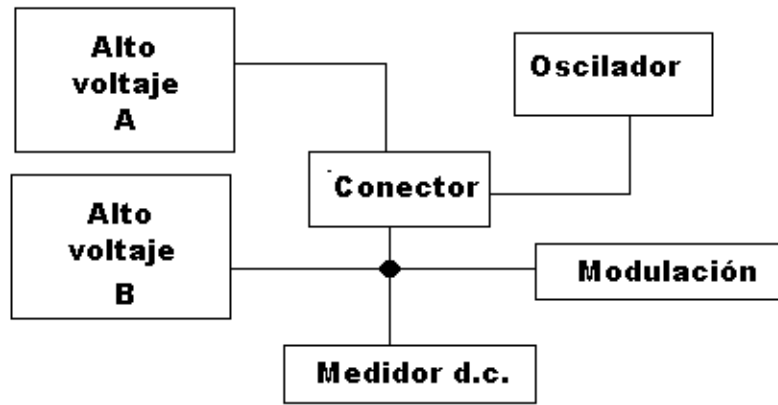 Alto
voltaje
A
Oscilador
Conector
Alto
voltaje
B
Modulación
Medidor d.c.